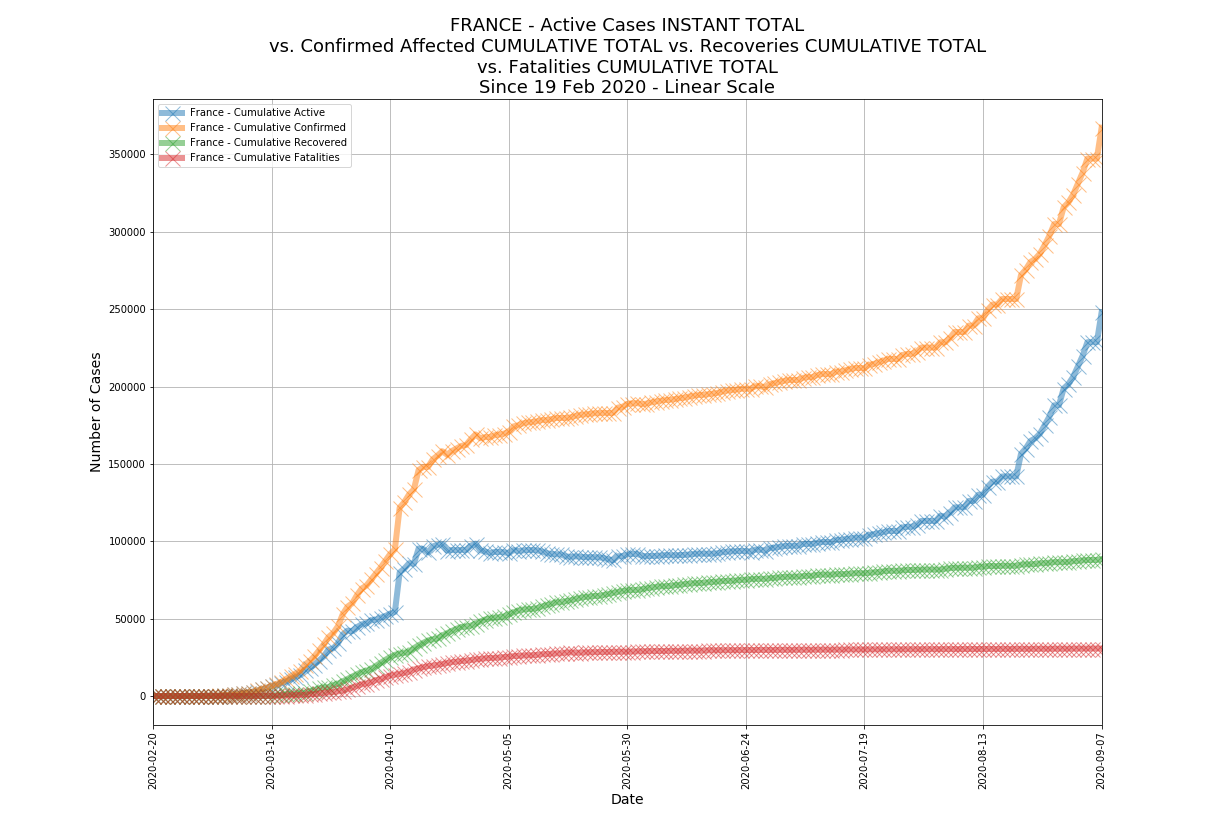 FRANCE - Active Cases INSTANT TOTAL
vs. Confirmed Affected CUMULATIVE TOTAL vs. Recoveries CUMULATIVE TOTAL
vs. Fatalities CUMULATIVE TOTAL
Since 19 Feb 2020 - Linear Scale
France - Cumulative Active
France - Cumulative Confirmed
France - Cumulative Recovered
France - Cumulative Fatalities
Number of Cases
350000
300000
250000
200000
150000
100000
50000
0
2020-02-20
2020-03-16
2020-04-10
2020-05-05
2020-05-30
2020-06-24
2020-07-19
2020-08-13
2020-09-07
Date